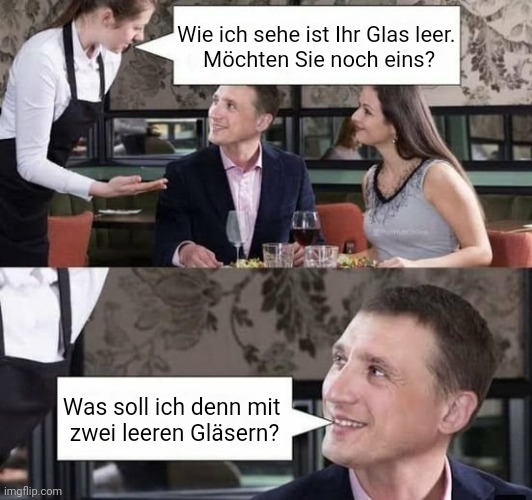 Wie ich sehe ist Ihr Glas leer.
Möchten Sie noch eins?
Was soll ich denn mit
zwei leeren Gläsern?
imgflip.com